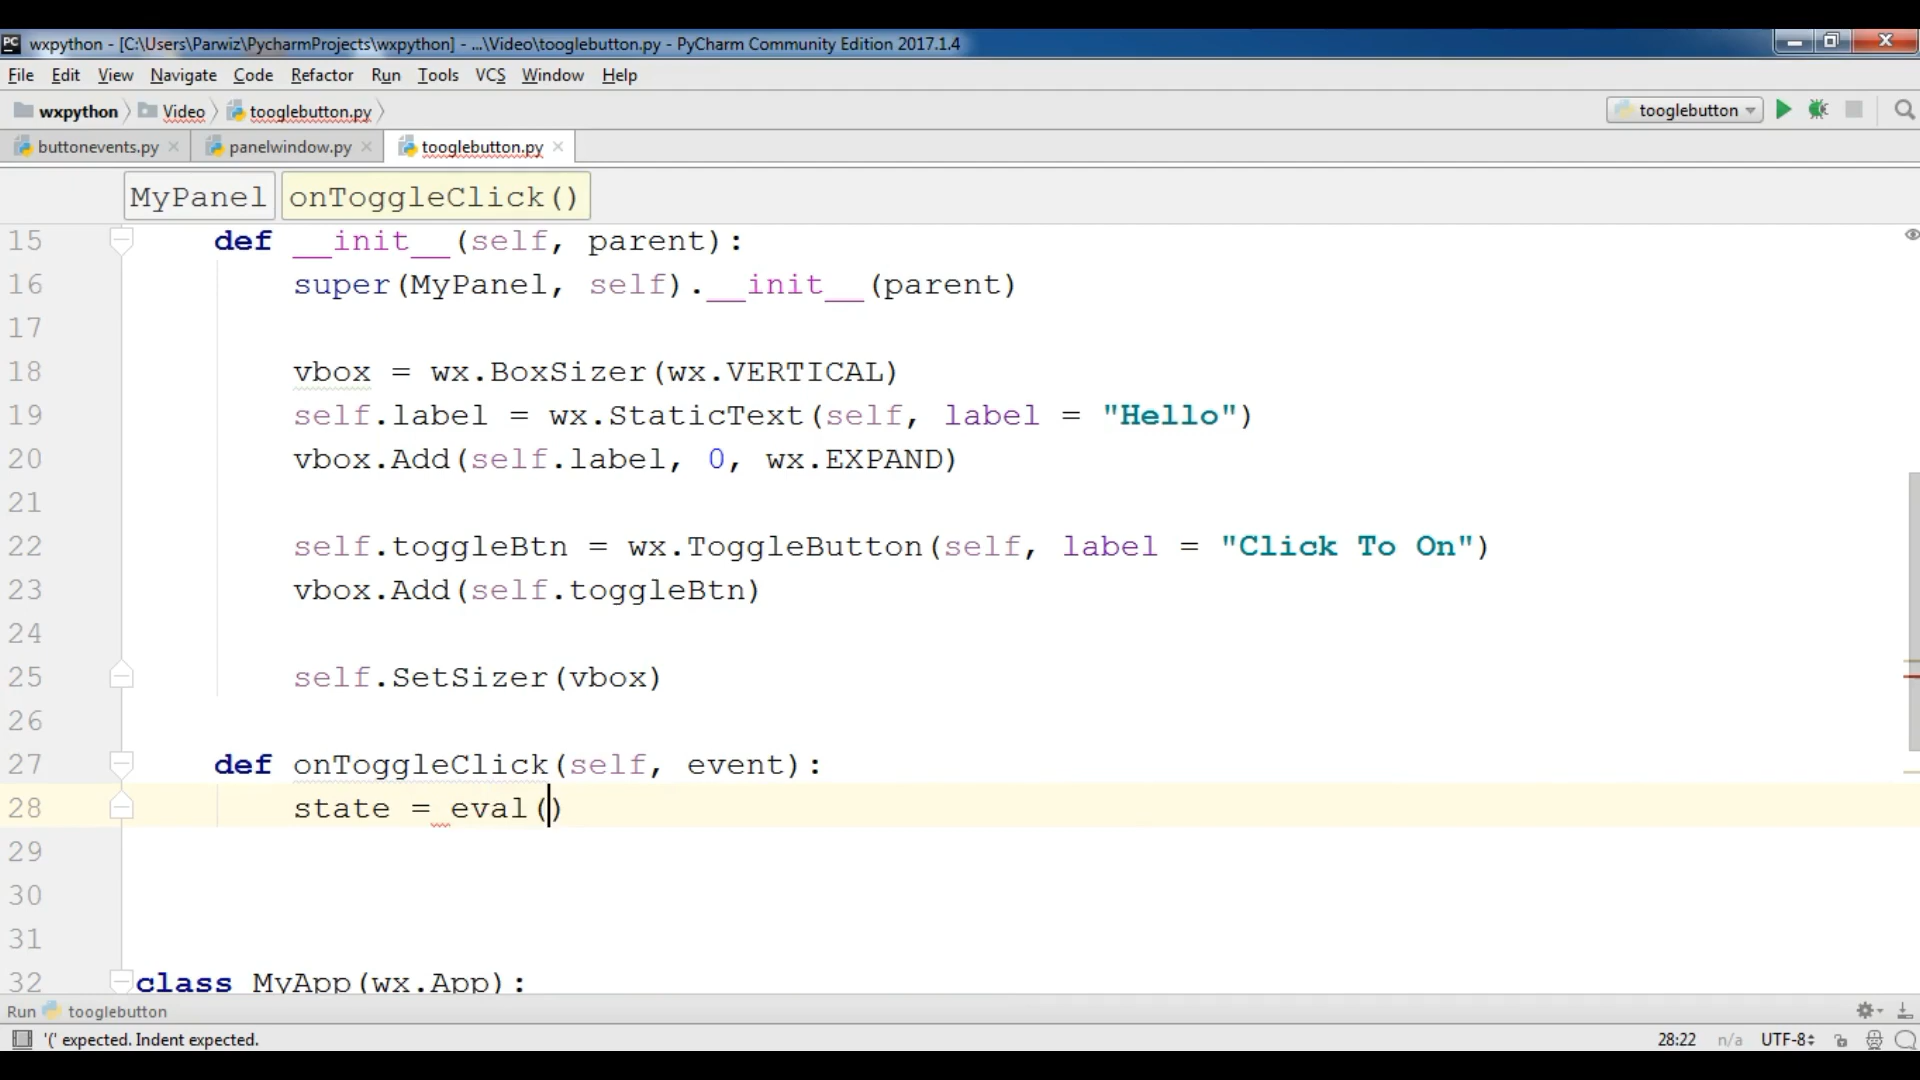 PC wxpython - [C:\Users\Parwiz\PycharmProjects\wxpython] - ...\Video\tooglebutton.py - PyCharm Community Edition 2017.1.4
File Edit View Navigate Code Refactor Run Tools VCS Window Help
wxpython Video tooglebutton.py tooglebutton
buttonevents.py panelwindow.py tooglebutton.py
MyPanel onToggleClick()
15 def __init__(self, parent):
16 super(MyPanel, self).__init__(parent)
17
18 vbox = wx.BoxSizer(wx.VERTICAL)
19 self.label = wx.StaticText(self, label = "Hello")
20 vbox.Add(self.label, 0, wx.EXPAND)
21
22 self.toggleBtn = wx.ToggleButton(self, label = "Click To On")
23 vbox.Add(self.toggleBtn)
24
25 self.SetSizer(vbox)
26
27 def onToggleClick(self, event):
28 state = eval()
29
30
31
32 class MyApp(wx.App):
Run tooglebutton
'(' expected. Indent expected. 28:22 n/a UTF-8